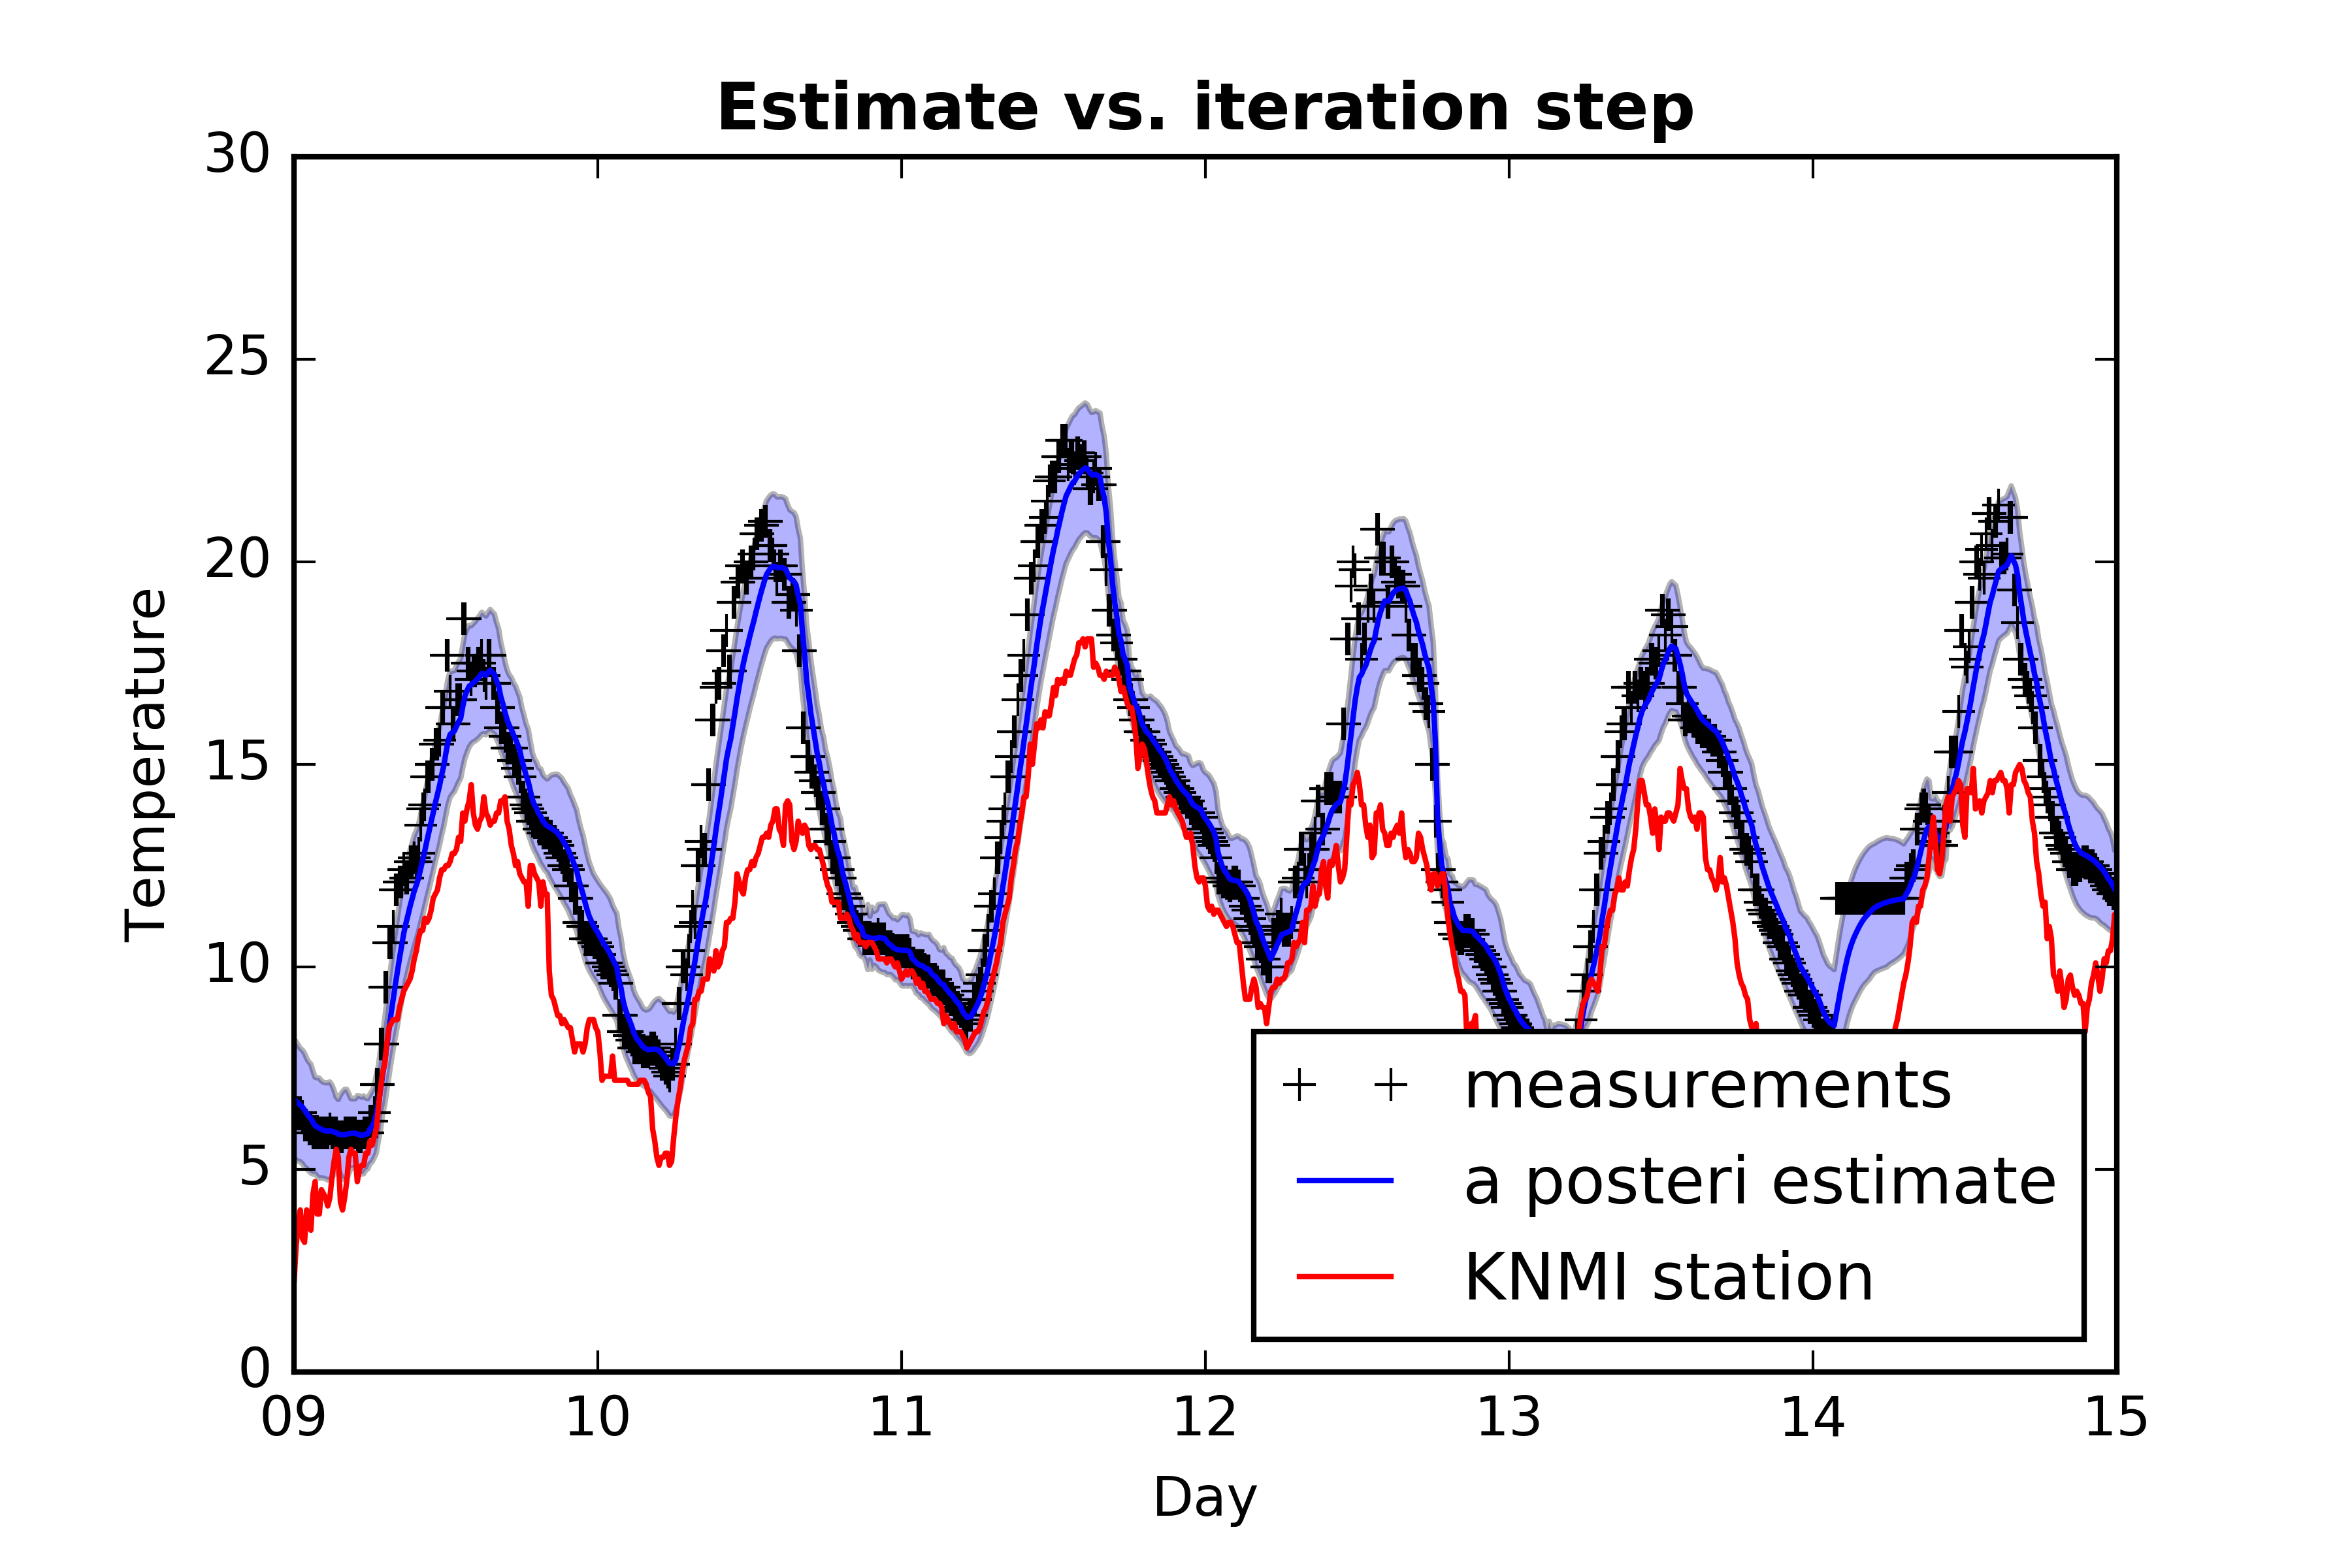 Estimate vs. iteration step
30
25
20
15
10
5
0
Temperature
09 10 11 12 13 14 15
Day
measurements
a posteri estimate
KNMI station